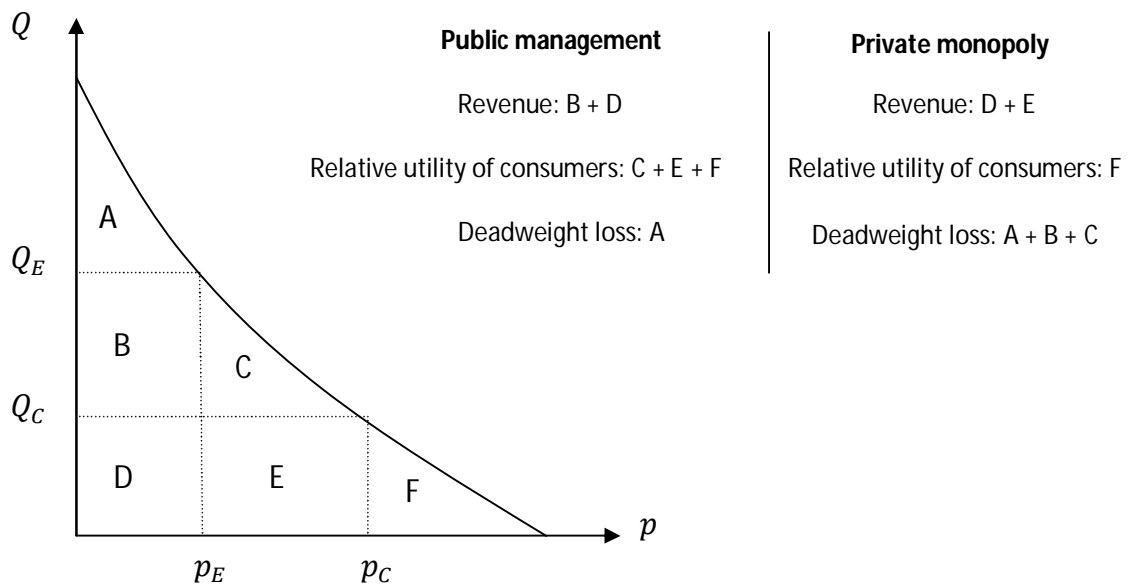 Q
Public management
Private monopoly
Revenue: B + D
Revenue: D + E
Relative utility of consumers: C + E + F
Relative utility of consumers: F
A
Deadweight loss: A
Deadweight loss: A + B + C
Q_E
B
C
Q_C
D
E
F
p
p_E
p_C